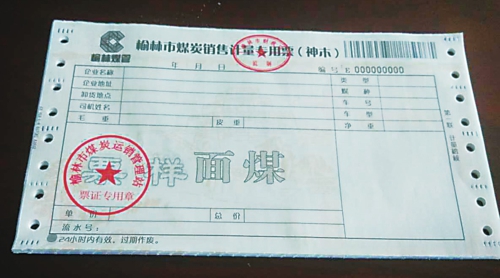 榆林煤管
榆林市煤炭销售计量专用票（神木）
年 月 日 编号:E 000000000
企业名称 类型
企业地址 煤种
卸货地点 车号
司机姓名 车型
毛重 皮重 净重
榆林市煤炭运销管理站
票证专用章
票样面煤
单价 总价
流水号:
24小时内有效，过期作废。